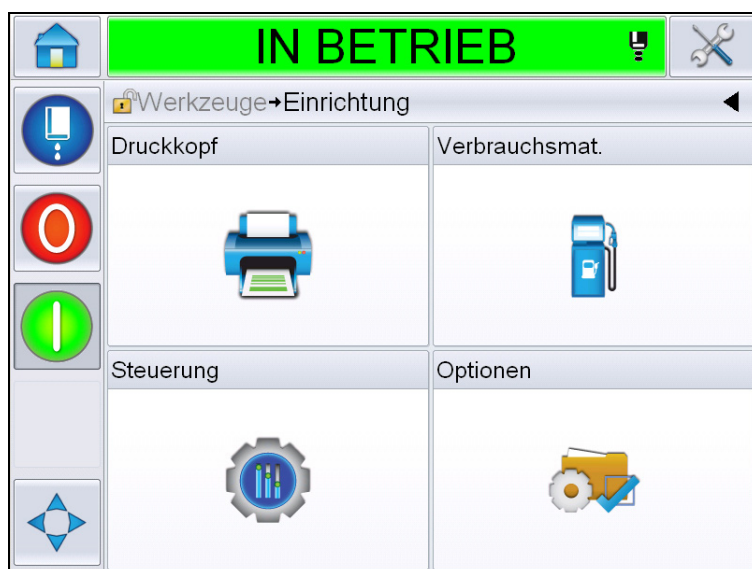 IN BETRIEB
Werkzeuge→Einrichtung
Druckkopf
Verbrauchsmat.
Steuerung
Optionen